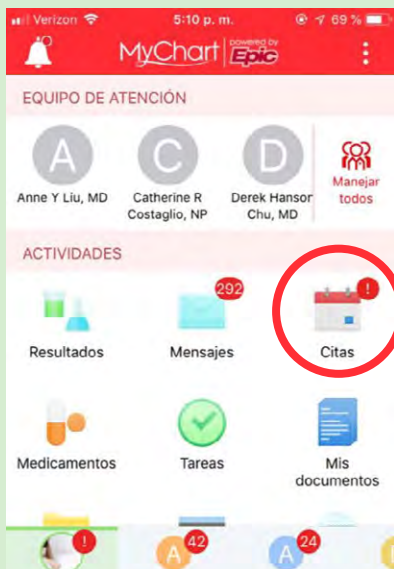 Verizon 5:10 p. m. 69 %
MyChart powered by Epic
EQUIPO DE ATENCIÓN
A C D
Manejar todos
Anne Y Liu, MD
Catherine R Costaglio, NP
Derek Hansor Chu, MD
ACTIVIDADES
292 !
Resultados Mensajes Citas
Medicamentos Tareas Mis documentos
! A 42 A 24